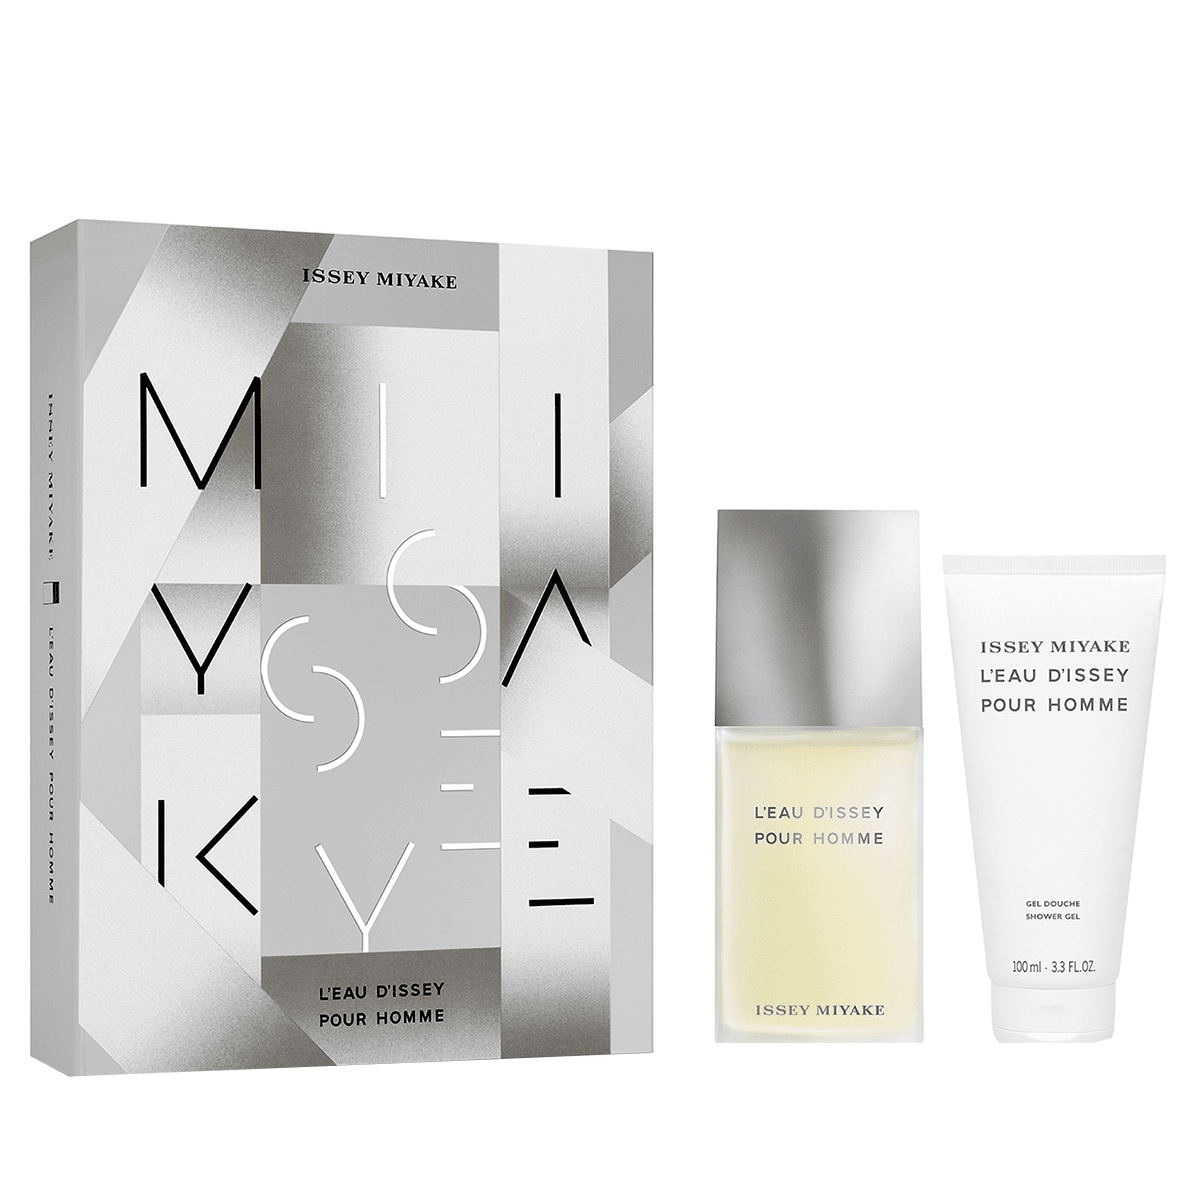 ISSEY MIYAKE
M I I
Y S S A
K Y E E
L'EAU D'ISSEY
POUR HOMME
ISSEY MIYAKE L'EAU D'ISSEY POUR HOMME
L'EAU D'ISSEY
POUR HOMME
ISSEY MIYAKE
ISSEY MIYAKE
L'EAU D'ISSEY
POUR HOMME
GEL DOUCHE
SHOWER GEL
100 ml · 3.3 FL.OZ.